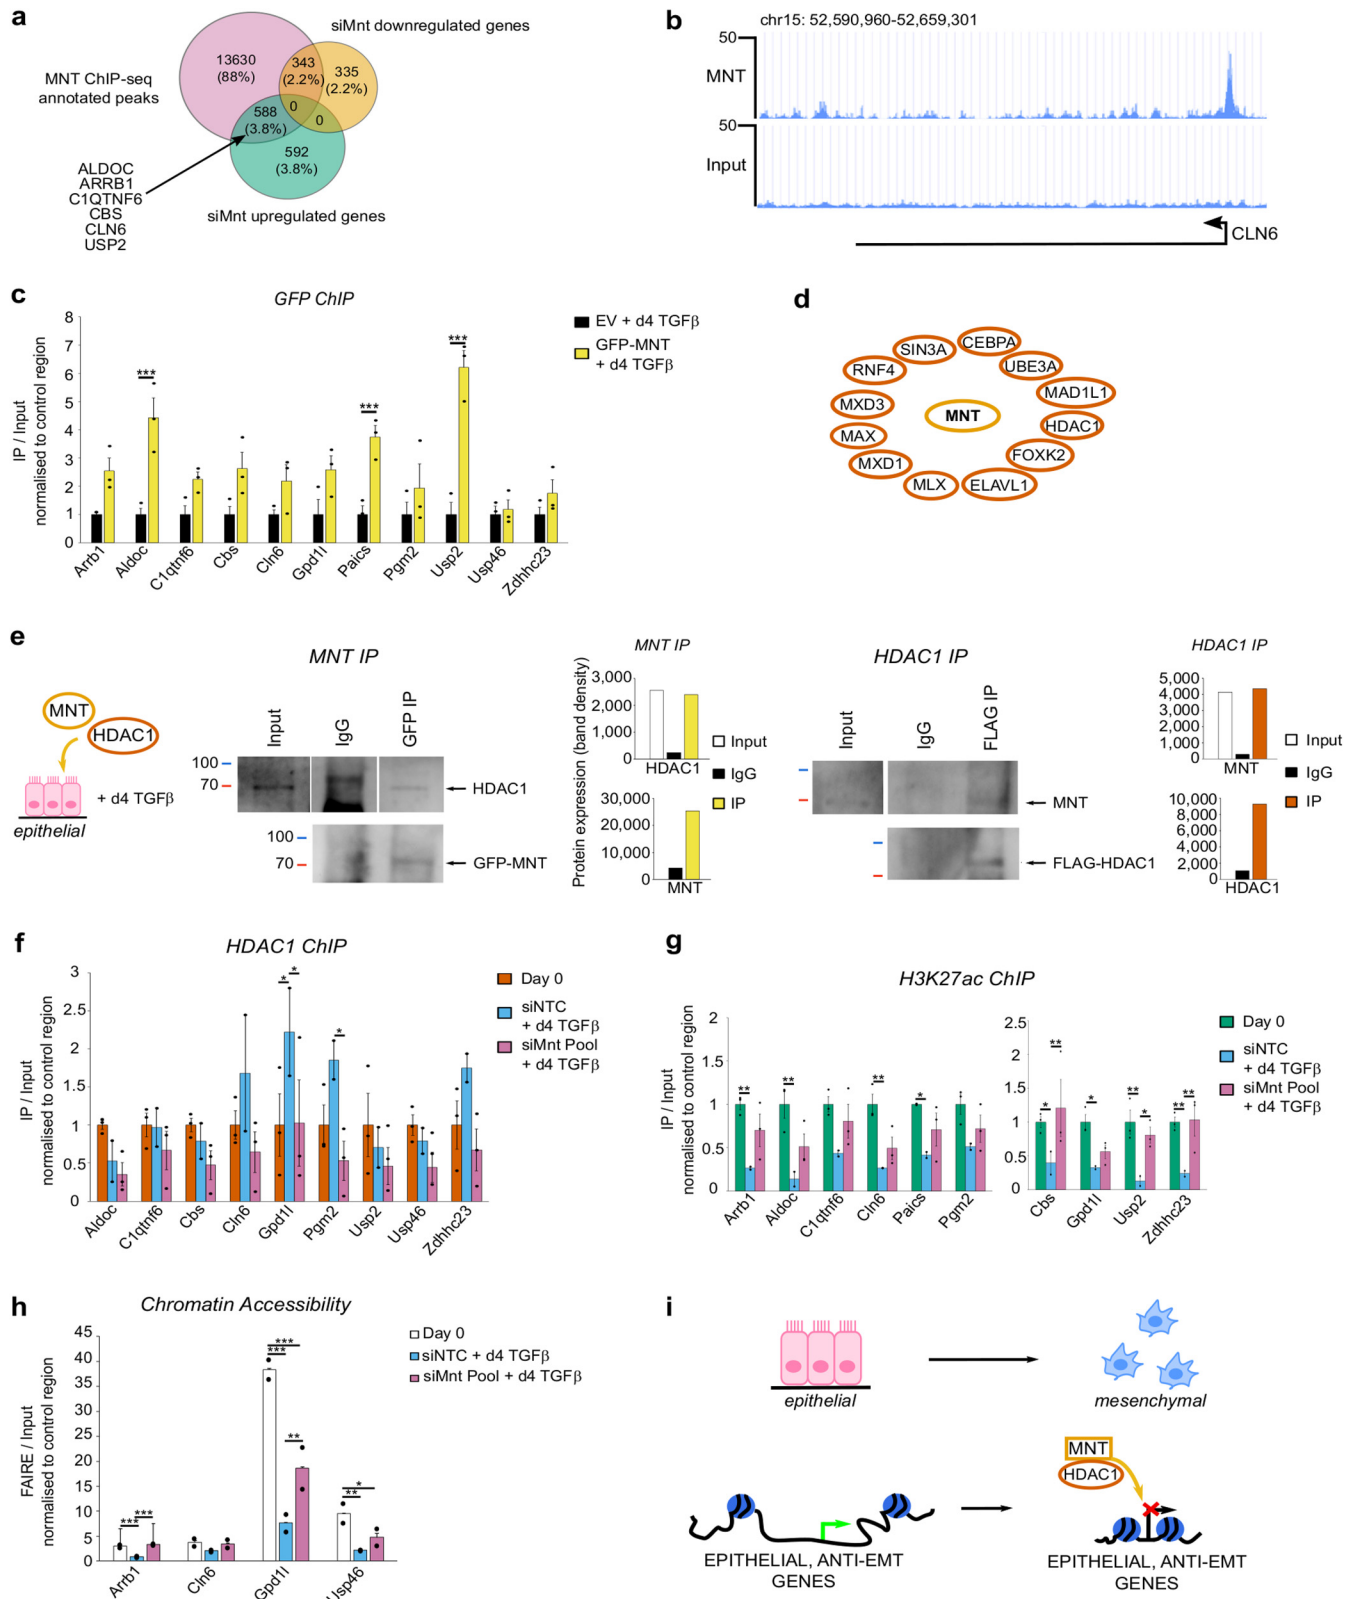 a
siMnt downregulated genes
MNT ChIP-seq
annotated peaks
13630
(88%)
343
(2.2%)
335
(2.2%)
0
0
588
(3.8%)
592
(3.8%)
ALDOC
ARRB1
C1QTNF6
CBS
CLN6
USP2
siMnt upregulated genes
b
chr15: 52,590,960-52,659,301
50
MNT
50
Input
CLN6
c
GFP ChIP
IP / Input
normalised to control region
8
7
6
5
4
3
2
1
0
***
***
***
EV + d4 TGFβ
GFP-MNT
+ d4 TGFβ
Arrb1
Aldoc
C1qtnf6
Cbs
Cln6
Gpd1l
Paics
Pgm2
Usp2
Usp46
Zdhhc23
d
SIN3A
CEBPA
RNF4
UBE3A
MXD3
MAD1L1
MNT
MAX
HDAC1
MXD1
FOXK2
MLX
ELAVL1
e
MNT
HDAC1
+ d4 TGFβ
epithelial
MNT IP
Input
IgG
GFP IP
100
70
HDAC1
100
70
GFP-MNT
MNT IP
Protein expression (band density)
3,000
2,000
1,000
0
HDAC1
30,000
20,000
10,000
0
MNT
Input
IgG
IP
HDAC1 IP
Input
IgG
FLAG IP
MNT
FLAG-HDAC1
HDAC1 IP
5,000
4,000
3,000
2,000
1,000
0
MNT
10,000
8,000
6,000
4,000
2,000
0
HDAC1
Input
IgG
IP
f
HDAC1 ChIP
IP / Input
normalised to control region
3
2.5
2
1.5
1
0.5
0
*
*
*
Day 0
siNTC
+ d4 TGFβ
siMnt Pool
+ d4 TGFβ
Aldoc
C1qtnf6
Cbs
Cln6
Gpd1l
Pgm2
Usp2
Usp46
Zdhhc23
g
H3K27ac ChIP
IP / Input
normalised to control region
2
1.5
1
0.5
0
**
**
**
*
Arrb1
Aldoc
C1qtnf6
Cln6
Paics
Pgm2
2.5
2
1.5
1
0.5
0
*
**
*
**
*
**
**
Cbs
Gpd1l
Usp2
Zdhhc23
Day 0
siNTC
+ d4 TGFβ
siMnt Pool
+ d4 TGFβ
h
Chromatin Accessibility
FAIRE / Input
normalised to control region
45
40
35
30
25
20
15
10
5
0
***
***
***
***
**
*
**
Day 0
siNTC + d4 TGFβ
siMnt Pool + d4 TGFβ
Arrb1
Cln6
Gpd1l
Usp46
i
epithelial
mesenchymal
MNT
HDAC1
EPITHELIAL, ANTI-EMT
GENES
EPITHELIAL, ANTI-EMT
GENES